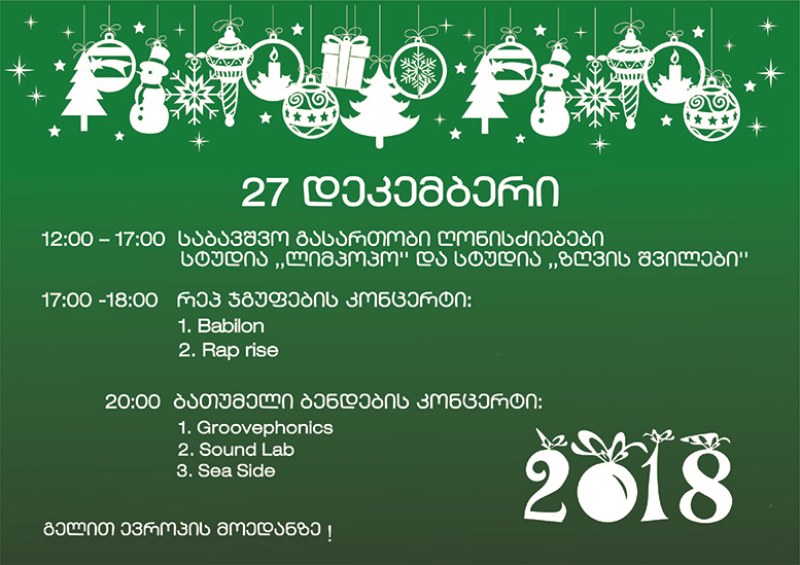 27 დეკემბერი
12:00 – 17:00 საბავშვო გასართობი ღონისძიებები
სტუდია ,,ლიმპოპო" და სტუდია ,,ზღვის შვილები"
17:00 -18:00 რეპ ჯგუფების კონცერტი:
1. Babilon
2. Rap rise
20:00 ბათუმელი ბენდების კონცერტი:
1. Groovephonics
2. Sound Lab
3. Sea Side
2018
გელით ევროპის მოედანზე !